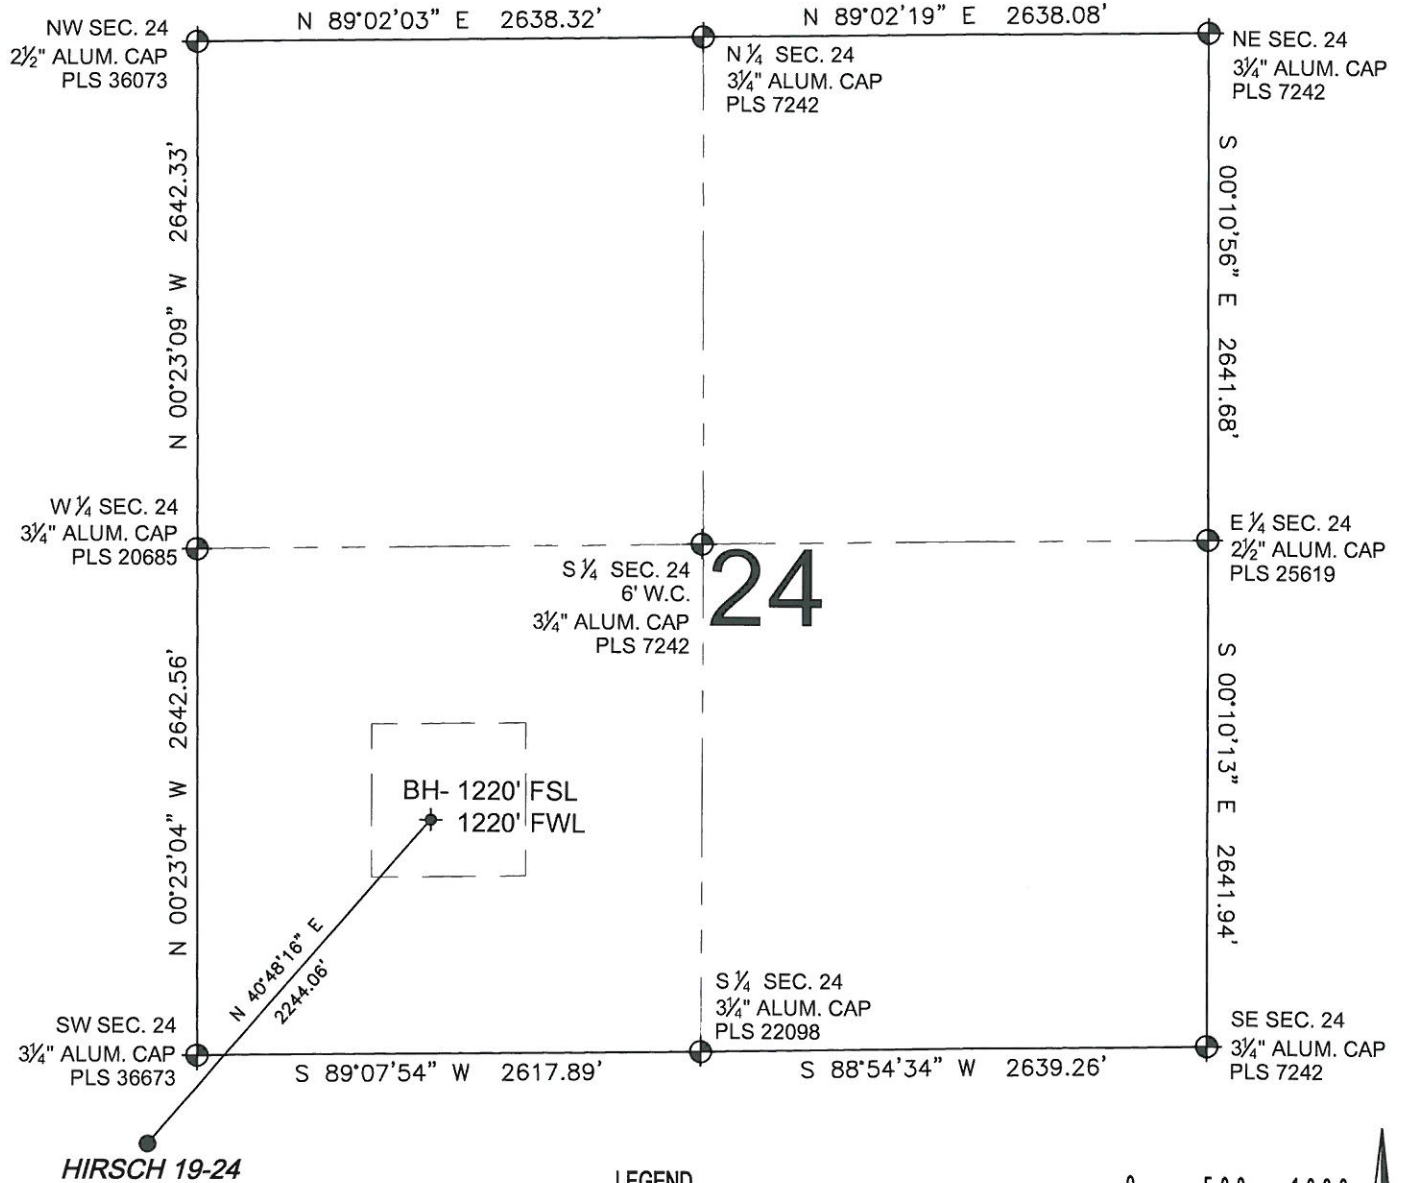 N 89°02'03" E 2638.32'
N 89°02'19" E 2638.08'
NW SEC. 24
2½" ALUM. CAP
PLS 36073
N ¼ SEC. 24
3¼" ALUM. CAP
PLS 7242
NE SEC. 24
3¼" ALUM. CAP
PLS 7242
N 00°23'09" W 2642.33'
S 00°10'56" E 2641.68'
W ¼ SEC. 24
3¼" ALUM. CAP
PLS 20685
S ¼ SEC. 24
6' W.C.
3¼" ALUM. CAP
PLS 7242
24
E ¼ SEC. 24
2½" ALUM. CAP
PLS 25619
N 00°23'04" W 2642.56'
S 00°10'13" E 2641.94'
BH- 1220' FSL
1220' FWL
N 40°48'16" E
2244.06'
SW SEC. 24
3¼" ALUM. CAP
PLS 36673
S ¼ SEC. 24
3¼" ALUM. CAP
PLS 22098
SE SEC. 24
3¼" ALUM. CAP
PLS 7242
S 89°07'54" W 2617.89'
S 88°54'34" W 2639.26'
HIRSCH 19-24
LEGEND
0 500 1000